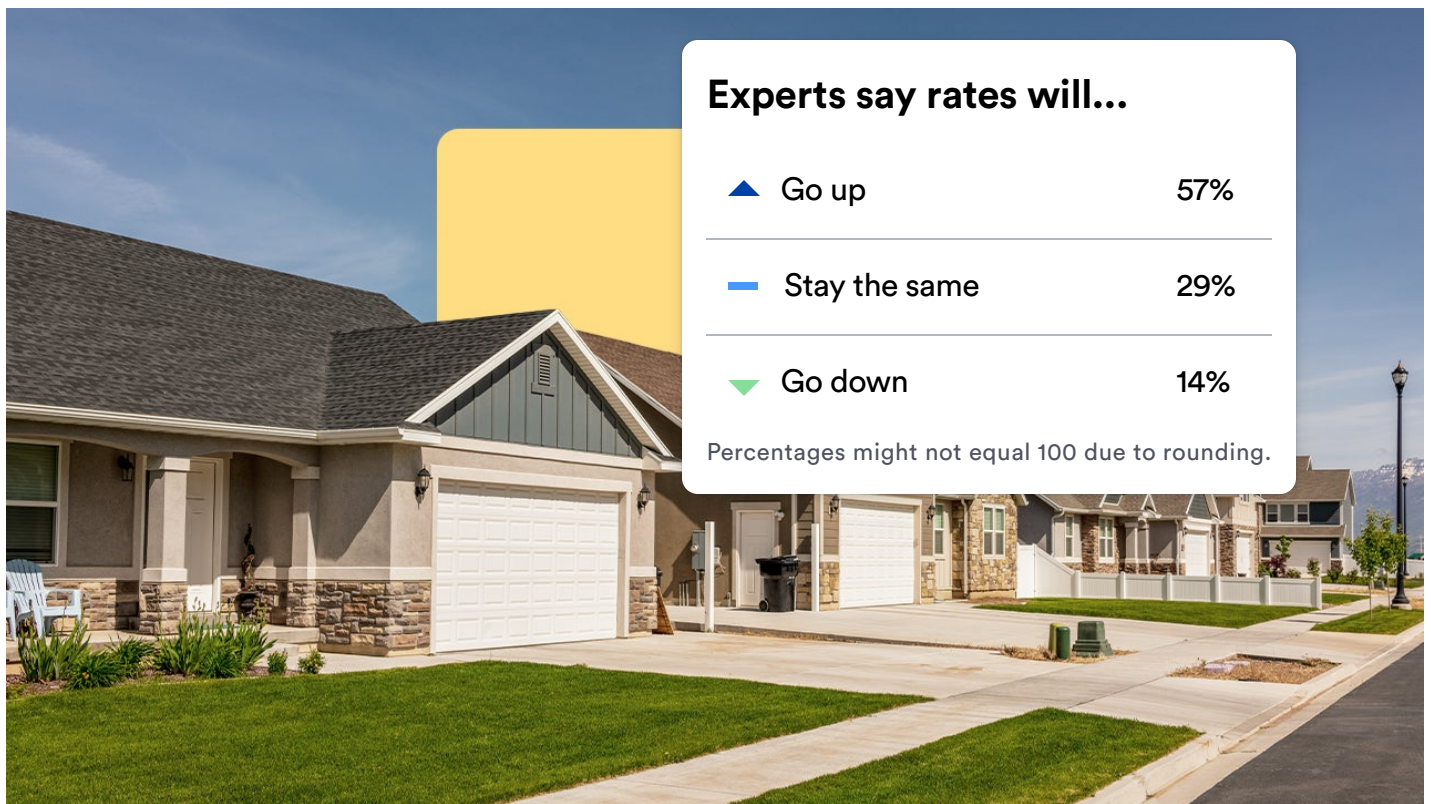 Experts say rates will...
Go up 57%
Stay the same 29%
Go down 14%
Percentages might not equal 100 due to rounding.